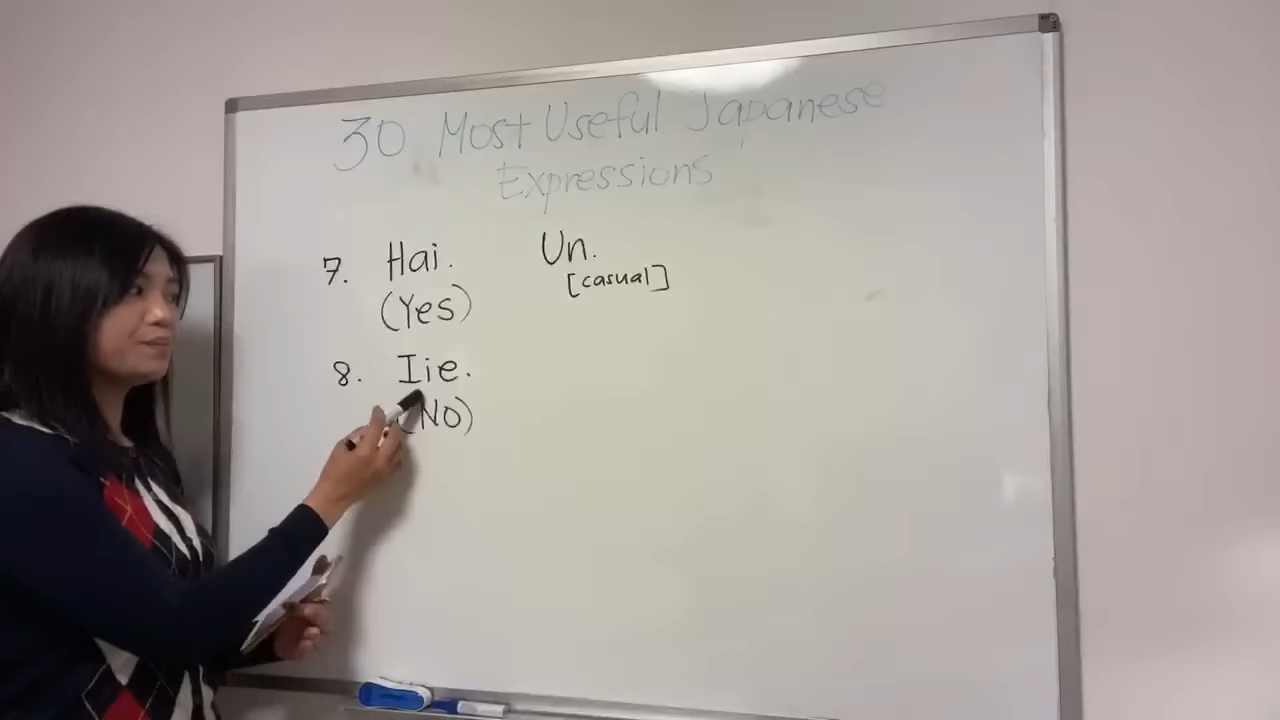 30 Most Useful Japanese
Expressions
7. Hai. Un.
(Yes) [casual]
8. Iie.
(No)